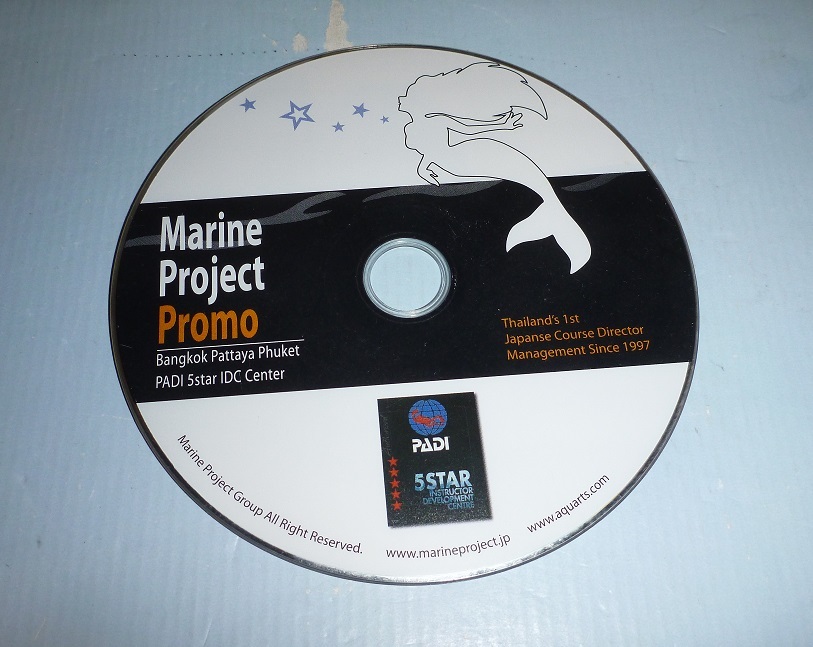 Marine
Project
Promo
Bangkok Pattaya Phuket
PADI 5star IDC Center
Thailand's 1st
Japanse Course Director
Management Since 1997
PADI
5STAR
INSTRUCTOR
DEVELOPMENT
CENTRE
Marine Project Group All Right Reserved.
www.marineproject.jp
www.aquarts.com